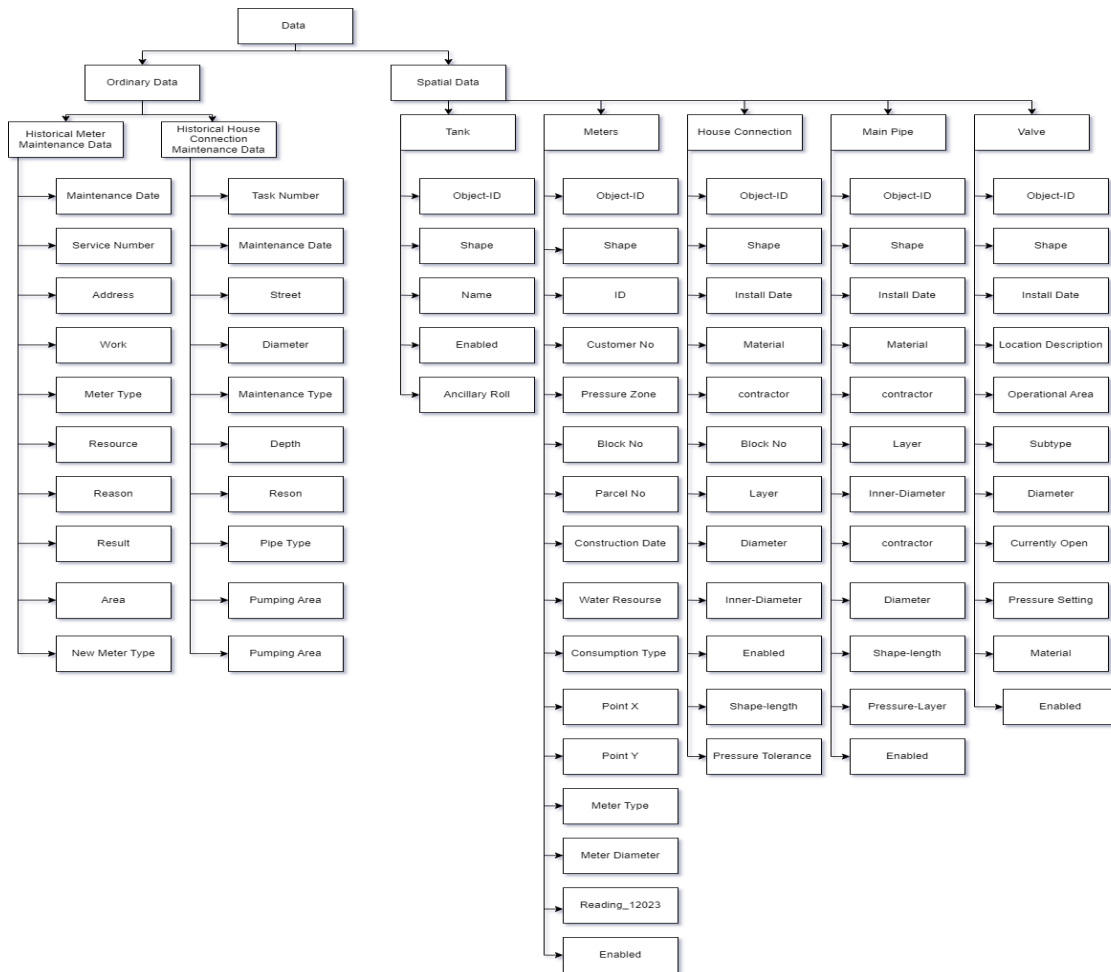 Data
Ordinary Data
Spatial Data
Historical Meter
Maintenance Data
Historical House
Connection
Maintenance Data
Tank
Meters
House Connection
Main Pipe
Valve
Maintenance Date
Service Number
Address
Work
Meter Type
Resource
Reason
Result
Area
New Meter Type
Task Number
Maintenance Date
Street
Diameter
Maintenance Type
Depth
Reson
Pipe Type
Pumping Area
Pumping Area
Object-ID
Shape
Name
Enabled
Ancillary Roll
Object-ID
Shape
ID
Customer No
Pressure Zone
Block No
Parcel No
Construction Date
Water Resourse
Consumption Type
Point X
Point Y
Meter Type
Meter Diameter
Reading_12023
Enabled
Object-ID
Shape
Install Date
Material
contractor
Block No
Layer
Diameter
Inner-Diameter
Enabled
Shape-length
Pressure Tolerance
Object-ID
Shape
Install Date
Material
contractor
Layer
Inner-Diameter
contractor
Diameter
Shape-length
Pressure-Layer
Enabled
Object-ID
Shape
Install Date
Location Description
Operational Area
Subtype
Diameter
Currently Open
Pressure Setting
Material
Enabled